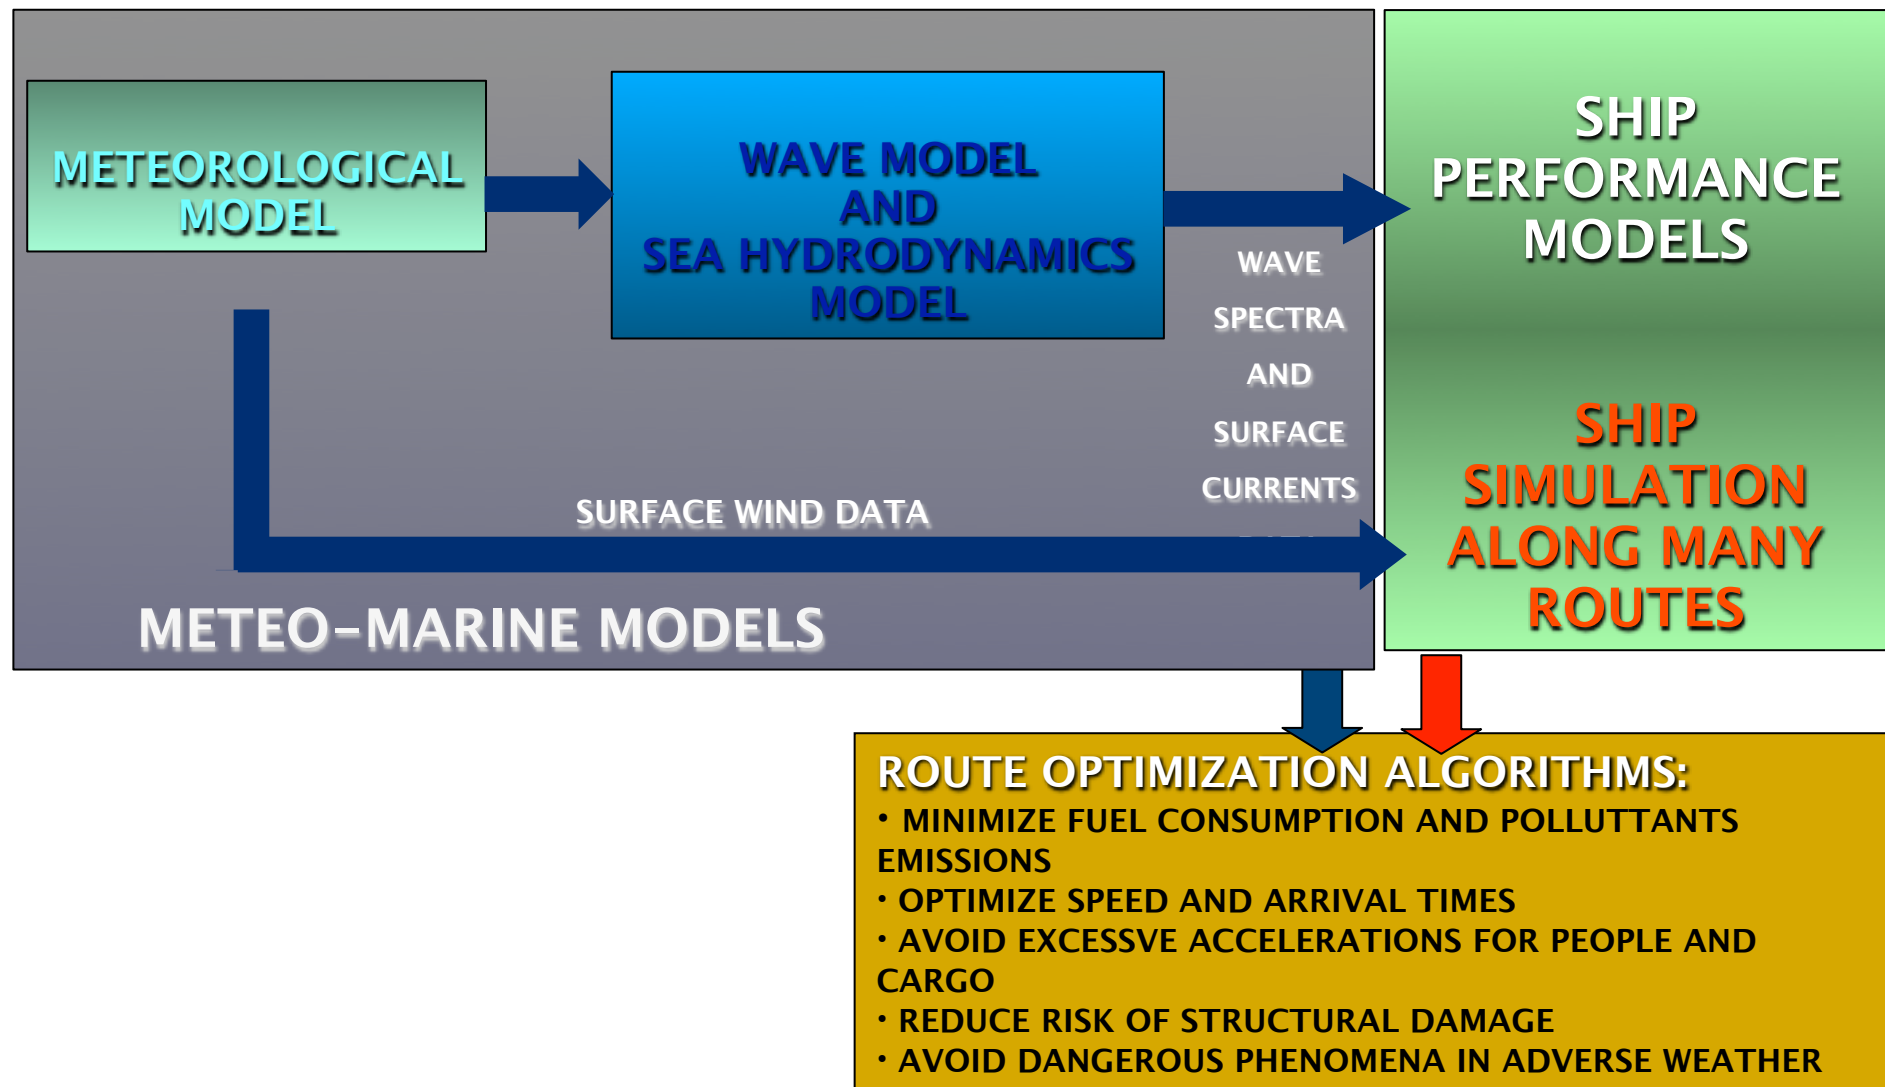 METEOROLOGICAL
MODEL
WAVE MODEL
AND
SEA HYDRODYNAMICS
MODEL
WAVE
SPECTRA
AND
SURFACE
CURRENTS
SURFACE WIND DATA
METEO-MARINE MODELS
SHIP
PERFORMANCE
MODELS
SHIP
SIMULATION
ALONG MANY
ROUTES
ROUTE OPTIMIZATION ALGORITHMS:
• MINIMIZE FUEL CONSUMPTION AND POLLUTTANTS
EMISSIONS
• OPTIMIZE SPEED AND ARRIVAL TIMES
• AVOID EXCESSVE ACCELERATIONS FOR PEOPLE AND
CARGO
• REDUCE RISK OF STRUCTURAL DAMAGE
• AVOID DANGEROUS PHENOMENA IN ADVERSE WEATHER